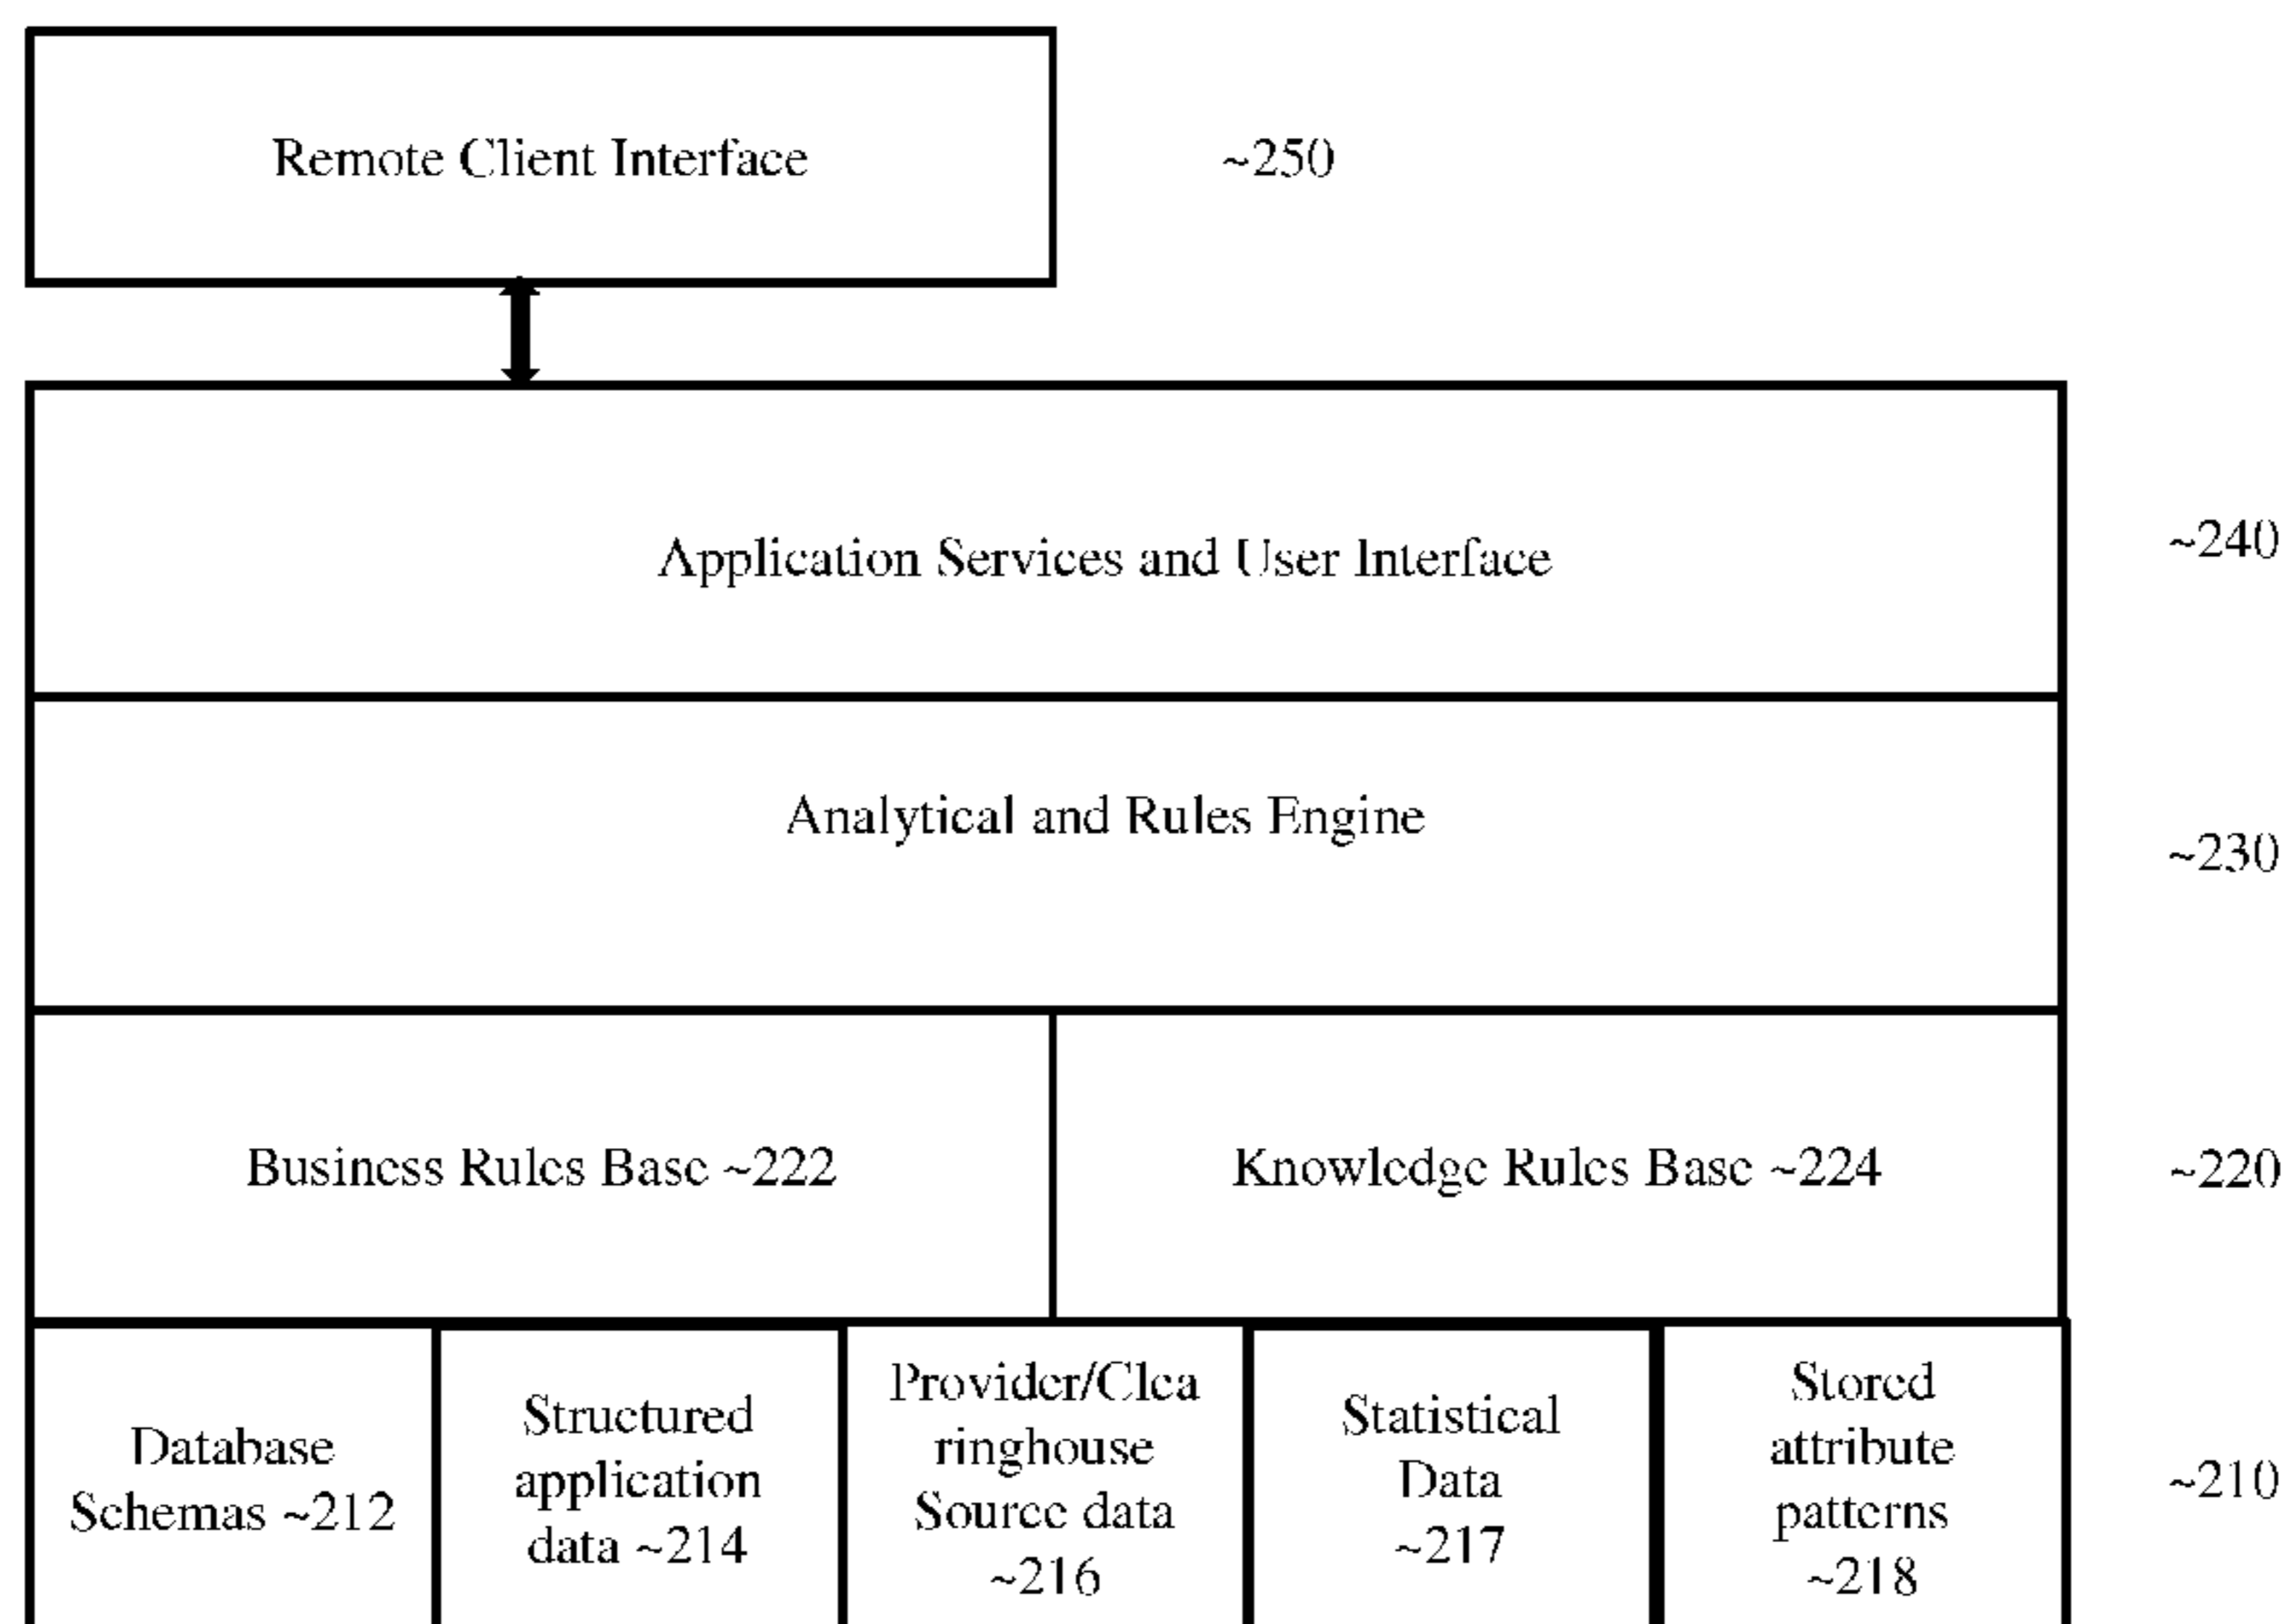 Remote Client Interface
~250
Application Services and User Interface
~240
Analytical and Rules Engine
~230
Business Rules Base ~222
Knowledge Rules Base ~224
~220
Database
Schemas ~212
Structured
application
data ~214
Provider/Clea
ringhouse
Source data
~216
Statistical
Data
~217
Stored
attribute
patterns
~218
~210